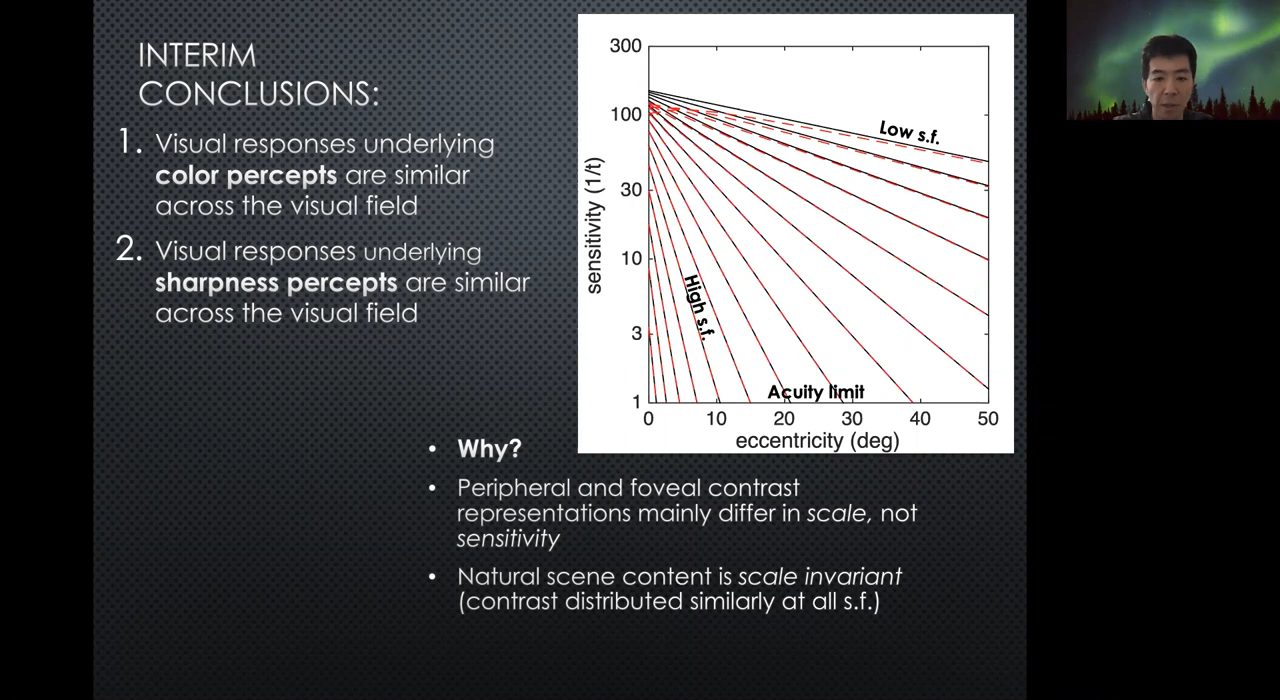 INTERIM
CONCLUSIONS:
1. Visual responses underlying
color percepts are similar
across the visual field
2. Visual responses underlying
sharpness percepts are similar
across the visual field
300
100
30
10
3
1
sensitivity (1/t)
Low s.f.
High s.f.
Acuity limit
0 10 20 30 40 50
eccentricity (deg)
• Why?
• Peripheral and foveal contrast
representations mainly differ in scale, not
sensitivity
• Natural scene content is scale invariant
(contrast distributed similarly at all s.f.)